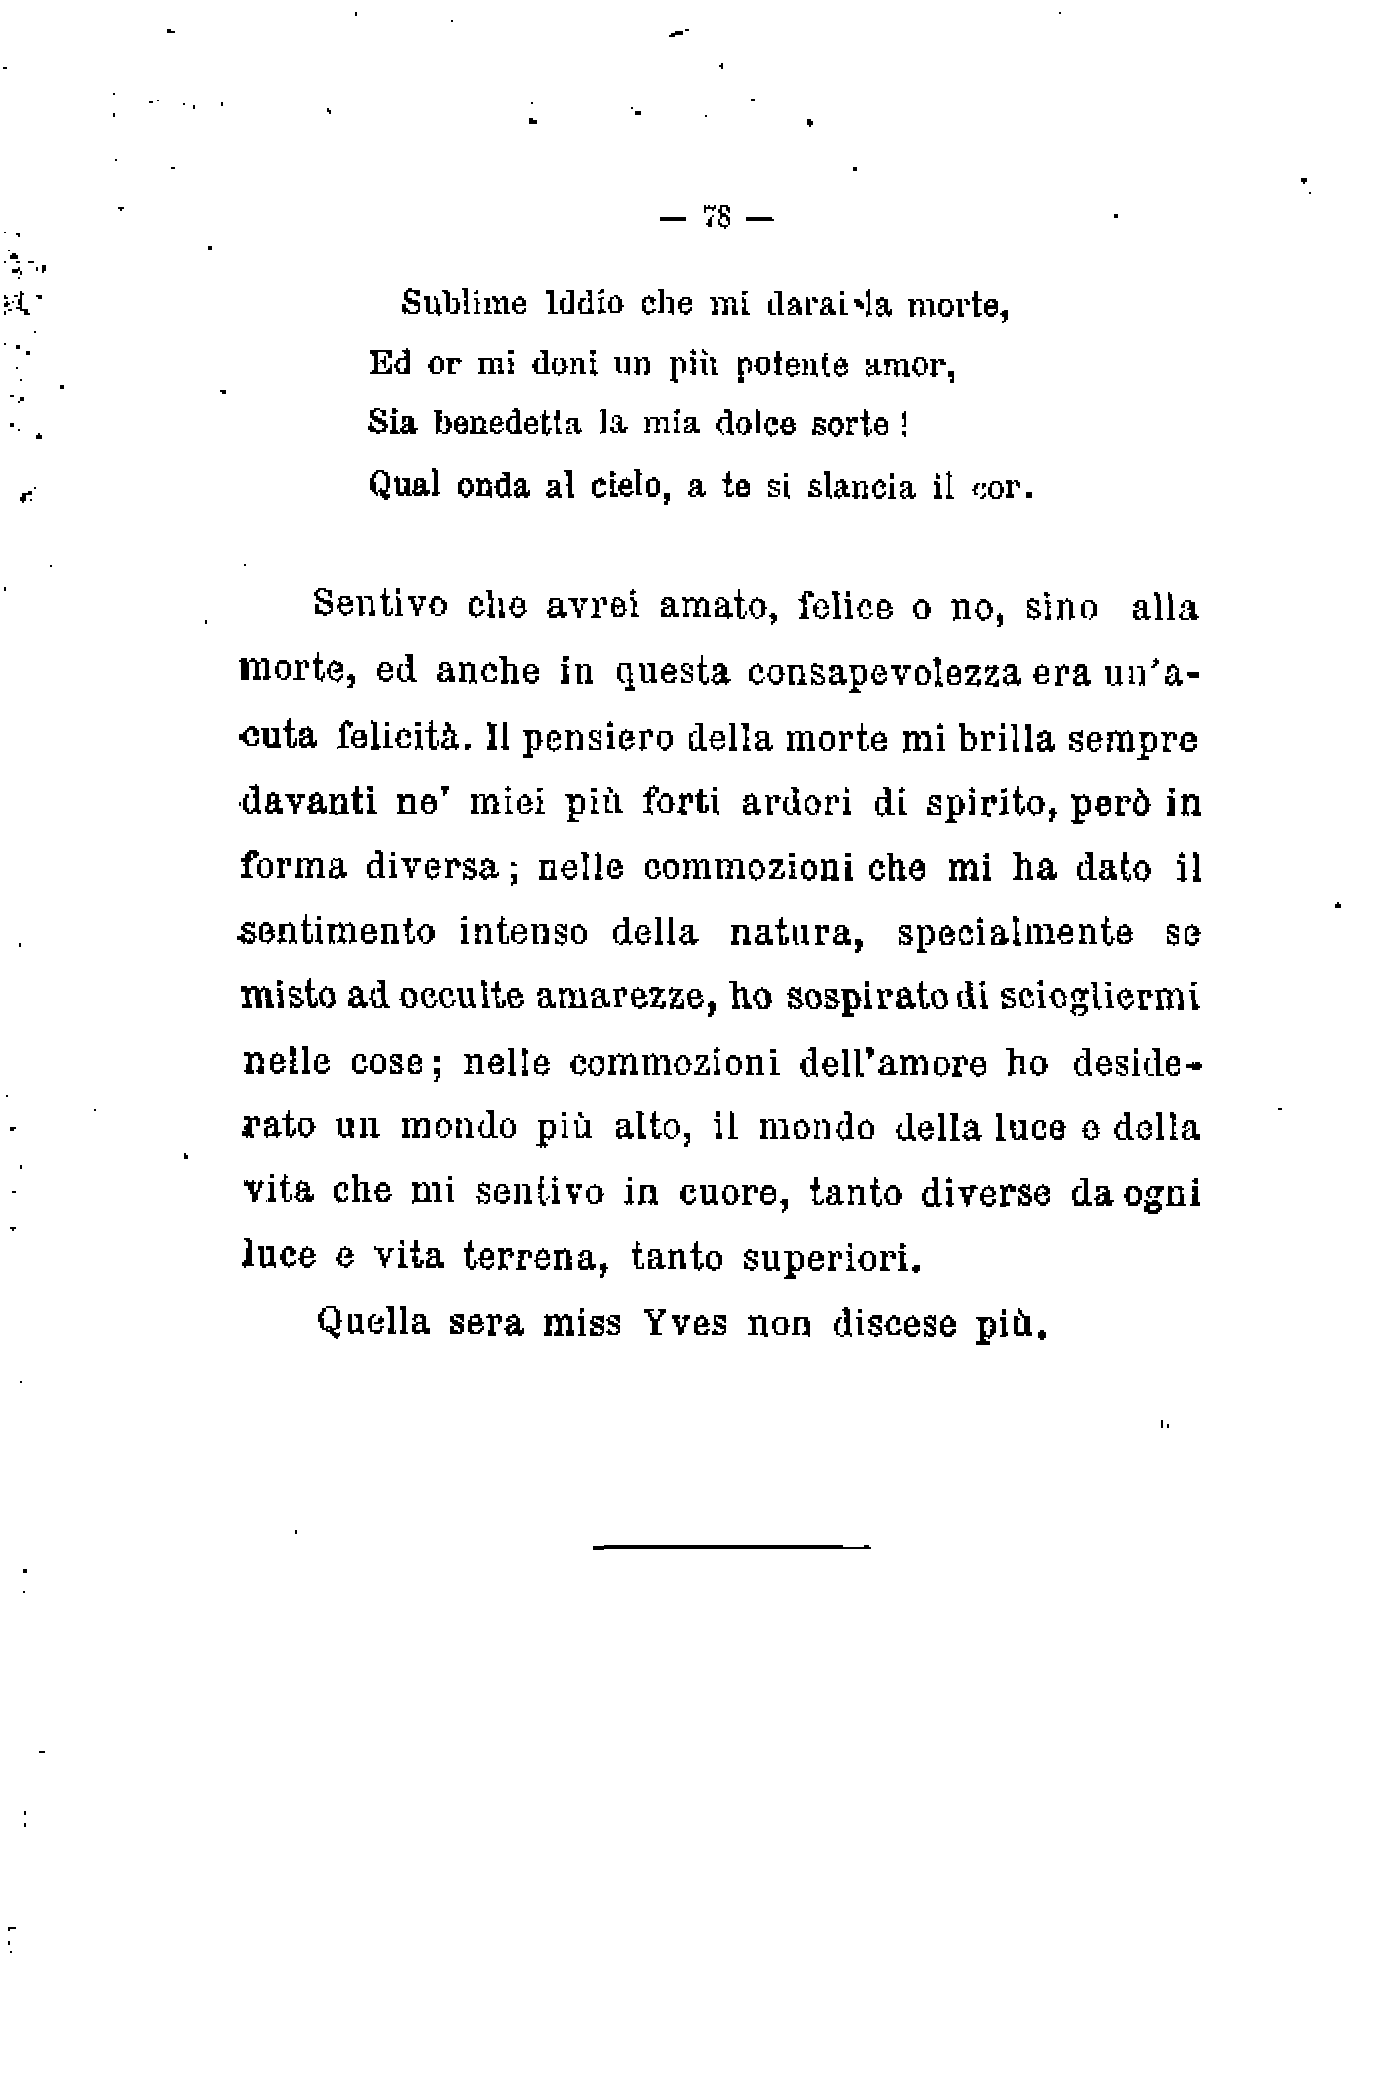 — 78 —
Sublime Iddio che mi darai la morte,
Ed or mi doni un più potente amor,
Sia benedetta la mia dolce sorte !
Qual onda al cielo, a te si slancia il cor.
Sentivo che avrei amato, felice o no, sino alla
morte, ed anche in questa consapevolezza era un'a-
cuta felicità. Il pensiero della morte mi brilla sempre
davanti ne' miei più forti ardori di spirito, però in
forma diversa ; nelle commozioni che mi ha dato il
sentimento intenso della natura, specialmente se
misto ad occulte amarezze, ho sospirato di sciogliermi
nelle cose ; nelle commozioni dell'amore ho deside-
rato un mondo più alto, il mondo della luce e della
vita che mi sentivo in cuore, tanto diverse da ogni
luce e vita terrena, tanto superiori.
Quella sera miss Yves non discese più.